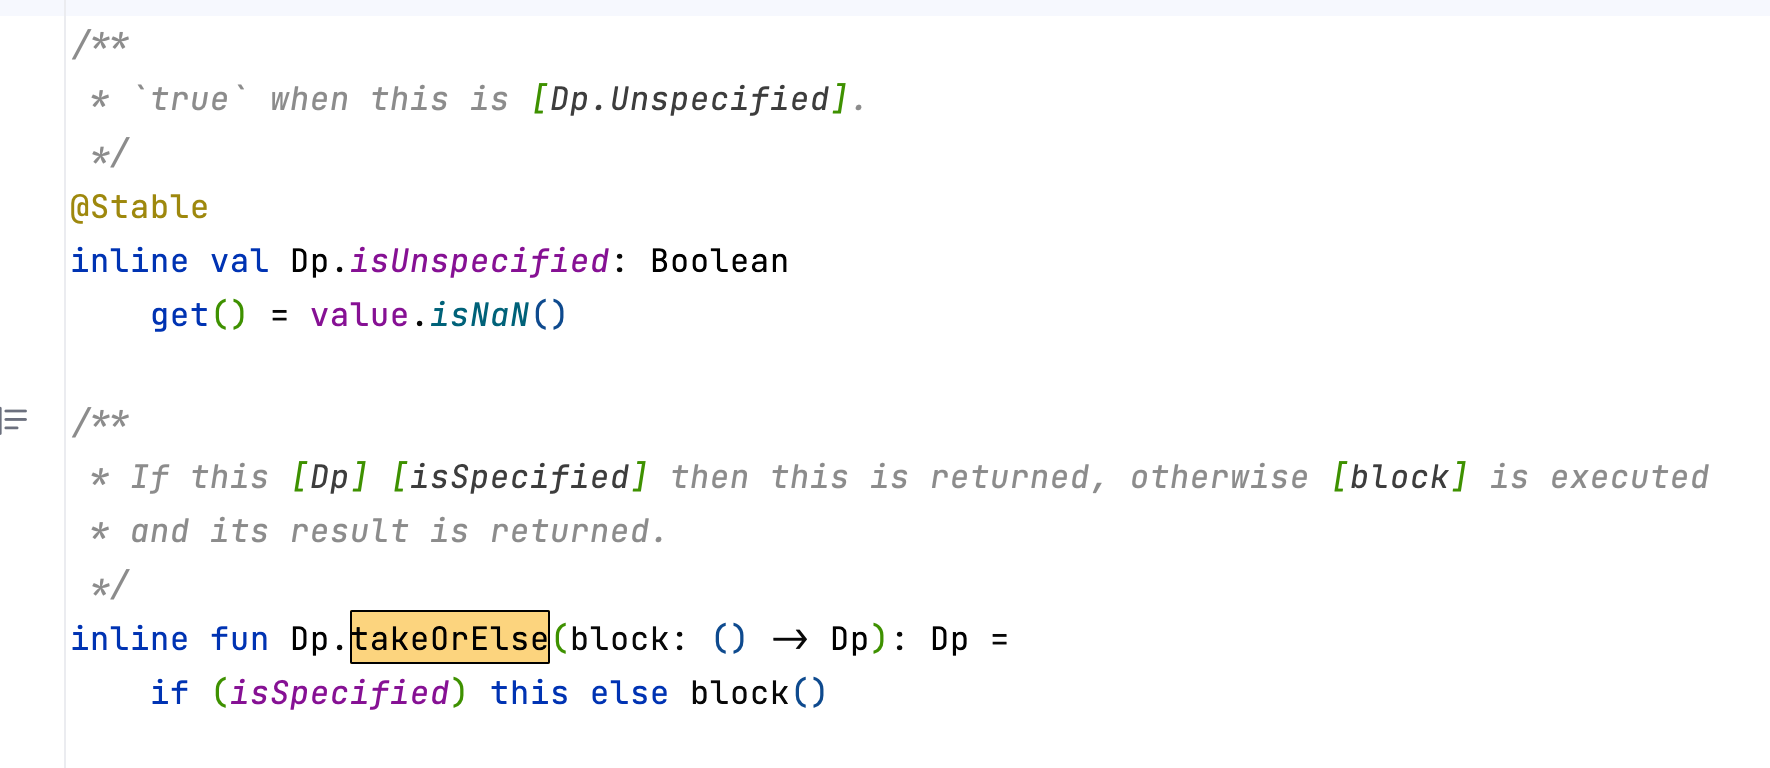 /**
 * `true` when this is [Dp.Unspecified].
 */
@Stable
inline val Dp.isUnspecified: Boolean
    get() = value.isNaN()
/**
 * If this [Dp] [isSpecified] then this is returned, otherwise [block] is executed
 * and its result is returned.
 */
inline fun Dp.takeOrElse(block: () -> Dp): Dp =
    if (isSpecified) this else block()